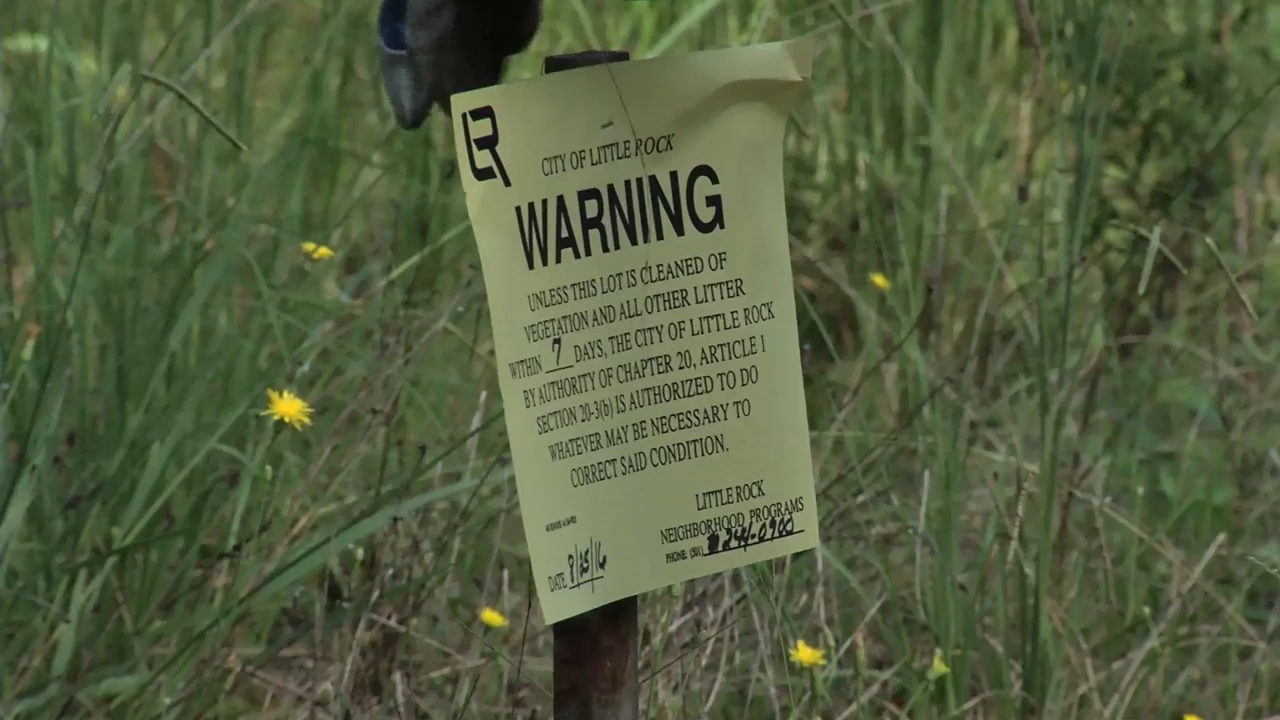 LR
CITY OF LITTLE ROCK
WARNING
UNLESS THIS LOT IS CLEANED OF
VEGETATION AND ALL OTHER LITTER
WITHIN 7 DAYS, THE CITY OF LITTLE ROCK
BY AUTHORITY OF CHAPTER 20, ARTICLE I
SECTION 20-3(b) IS AUTHORIZED TO DO
WHATEVER MAY BE NECESSARY TO
CORRECT SAID CONDITION.
LITTLE ROCK
NEIGHBORHOOD PROGRAMS
PHONE: (501) 244-0900
DATE 8/25/16